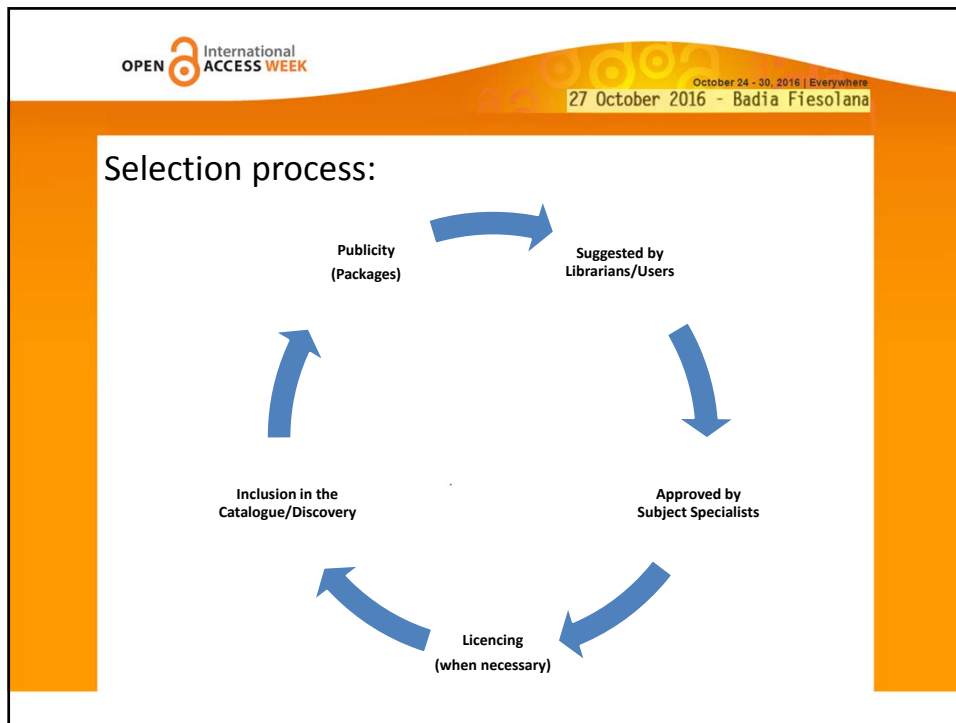 OPEN International
ACCESS WEEK
October 24 - 30, 2016 | Everywhere
27 October 2016 - Badia Fiesolana
Selection process:
Publicity
(Packages)
Suggested by
Librarians/Users
Approved by
Subject Specialists
Licencing
(when necessary)
Inclusion in the
Catalogue/Discovery